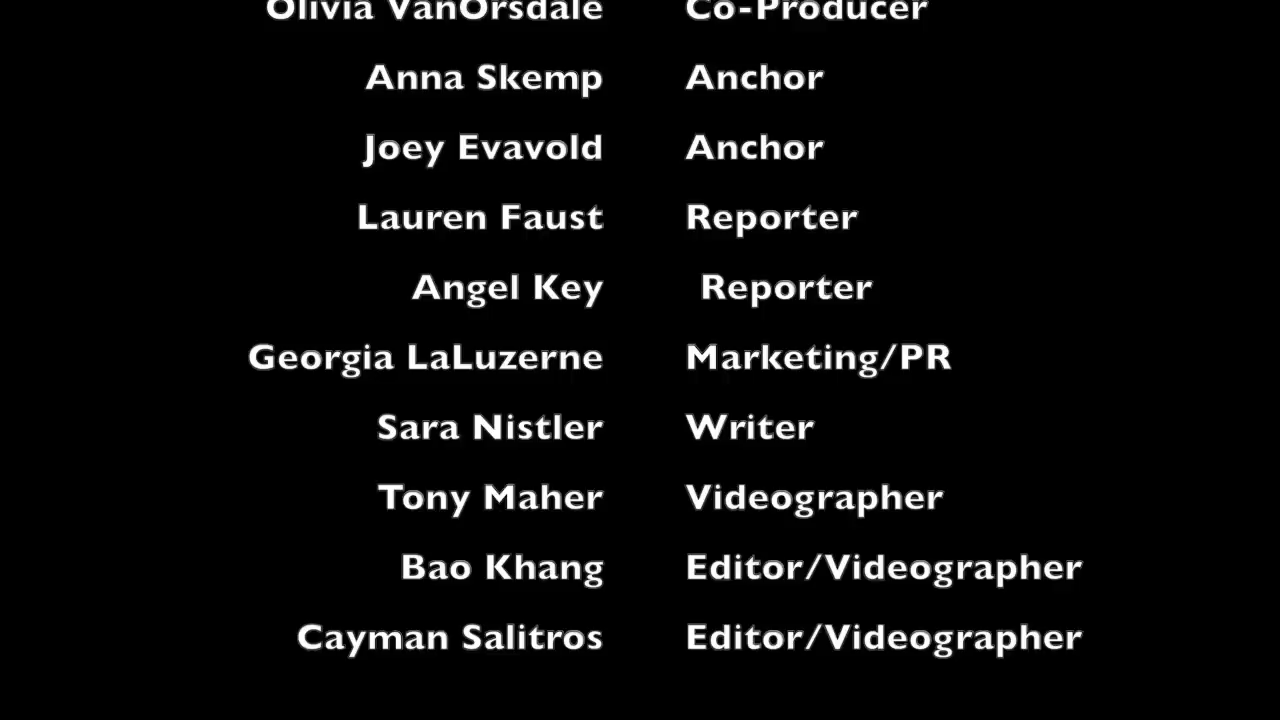 Olivia VanOrsdale Co-Producer
Anna Skemp Anchor
Joey Evavold Anchor
Lauren Faust Reporter
Angel Key Reporter
Georgia LaLuzerne Marketing/PR
Sara Nistler Writer
Tony Maher Videographer
Bao Khang Editor/Videographer
Cayman Salitros Editor/Videographer